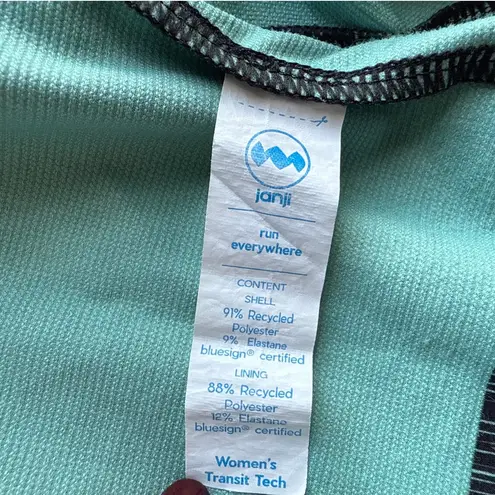 janji
run
everywhere
CONTENT
SHELL
91% Recycled
Polyester
9% Elastane
bluesign® certified
LINING
88% Recycled
Polyester
12% Elastane
bluesign® certified
Women's
Transit Tech